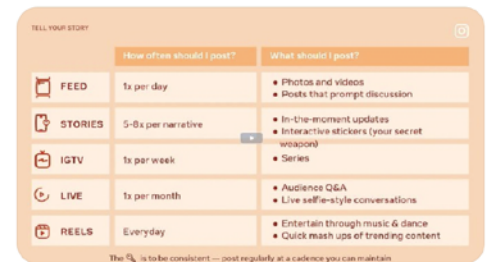 TELL YOUR STORY
How often should I post?
What should I post?
FEED
1x per day
• Photos and videos
• Posts that prompt discussion
STORIES
5-8x per narrative
• In-the-moment updates
• Interactive stickers (your secret
weapon)
IGTV
1x per week
• Series
LIVE
1x per month
• Audience Q&A
• Live selfie-style conversations
REELS
Everyday
• Entertain through music & dance
• Quick mash ups of trending content
The is to be consistent — post regularly at a cadence you can maintain